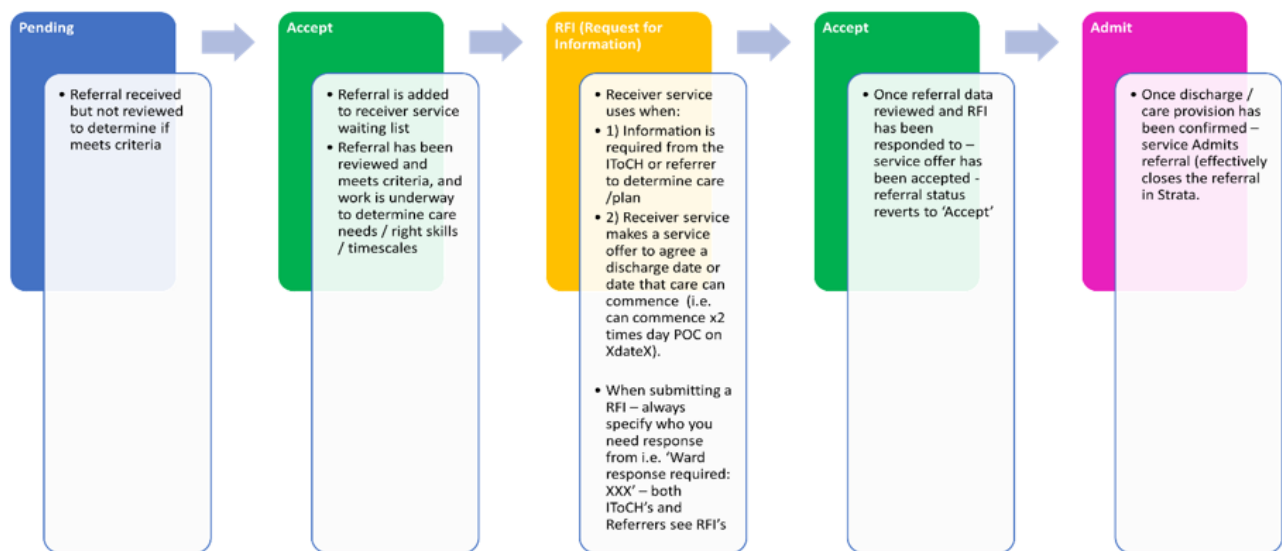 Pending
• Referral received
but not reviewed
to determine if
meets criteria
Accept
• Referral is added
to receiver service
waiting list
• Referral has been
reviewed and
meets criteria, and
work is underway
to determine care
needs / right skills
/ timescales
RFI (Request for
Information)
• Receiver service
uses when:
• 1) Information is
required from the
IToCH or referrer
to determine care
/plan
• 2) Receiver service
makes a service
offer to agree a
discharge date or
date that care can
commence (i.e.
can commence x2
times day POC on
XdateX).
• When submitting a
RFI – always
specify who you
need response
from i.e. ‘Ward
response required:
XXX’ – both
IToCH’s and
Referrers see RFI’s
Accept
• Once referral data
reviewed and RFI
has been
responded to –
service offer has
been accepted -
referral status
reverts to ‘Accept’
Admit
• Once discharge /
care provision has
been confirmed –
service Admits
referral (effectively
closes the referral
in Strata.